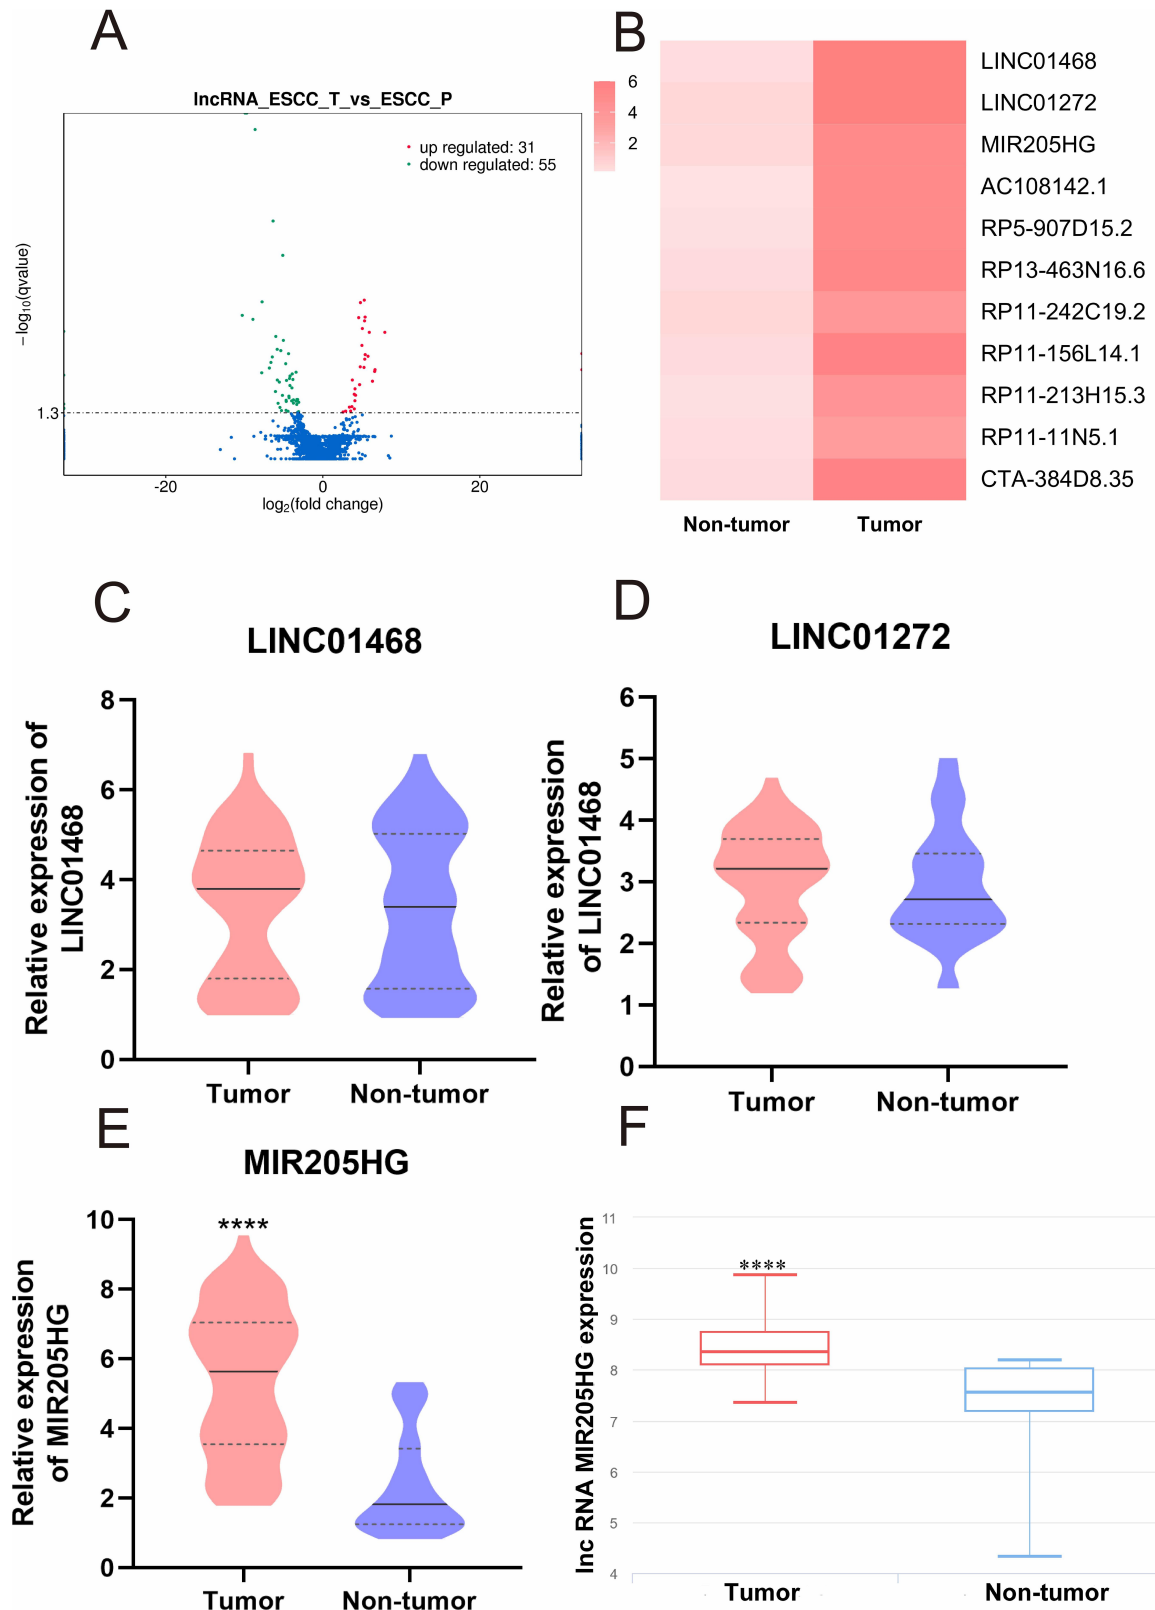 A
lncRNA_ESCC_T_vs_ESCC_P
up regulated: 31
down regulated: 55
−log10(qvalue)
1.3
-20 0 20
log2(fold change)
B
6
4
2
LINC01468
LINC01272
MIR205HG
AC108142.1
RP5-907D15.2
RP13-463N16.6
RP11-242C19.2
RP11-156L14.1
RP11-213H15.3
RP11-11N5.1
CTA-384D8.35
Non-tumor Tumor
C
LINC01468
Relative expression of
LINC01468
8
6
4
2
0
Tumor Non-tumor
D
LINC01272
Relative expression
of LINC01468
6
5
4
3
2
1
0
Tumor Non-tumor
E
MIR205HG
Relative expression
of MIR205HG
10
8
6
4
2
0
****
Tumor Non-tumor
F
lnc RNA MIR205HG expression
11
10
9
8
7
6
5
4
****
Tumor Non-tumor